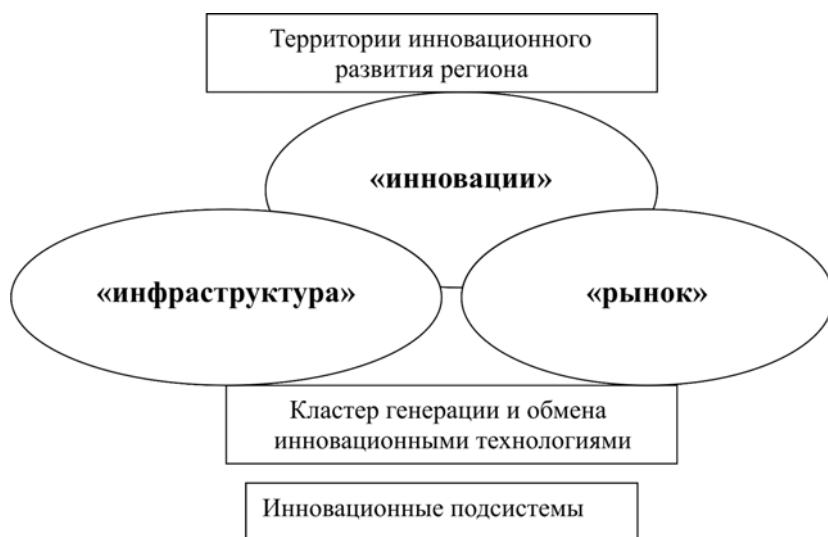 Территории инновационного
развития региона
«инновации»
«инфраструктура»
«рынок»
Кластер генерации и обмена
инновационными технологиями
Инновационные подсистемы